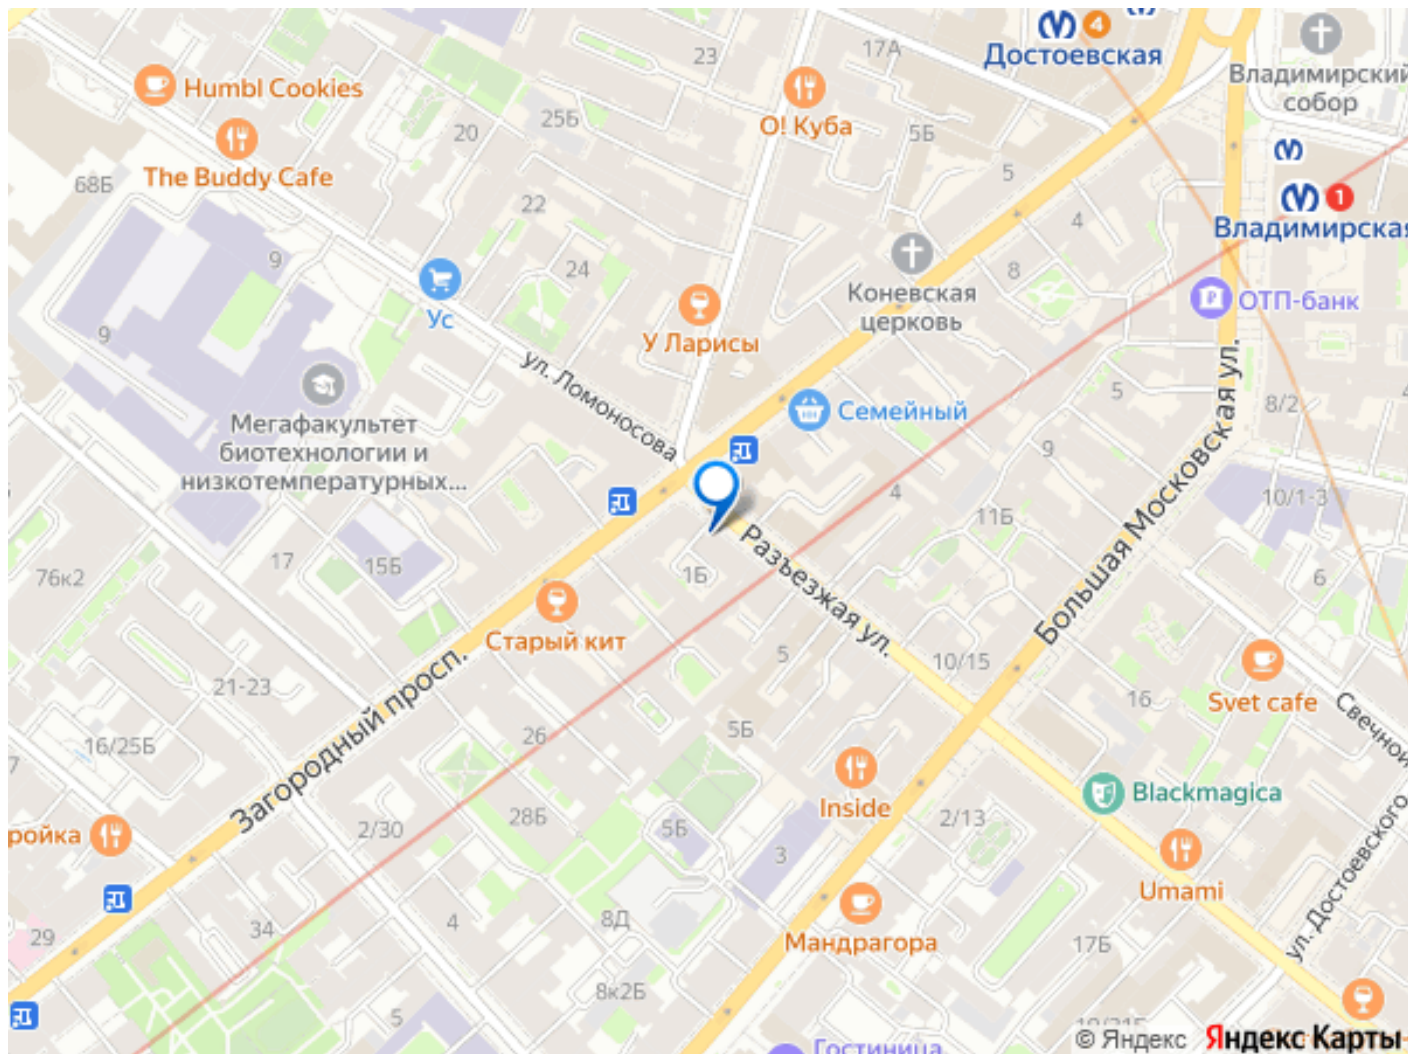 4
Достоевская
23
17А
Владимирский
собор
Humbl Cookies
О! Куба
25Б
20
5Б
The Buddy Cafe
68Б
5
1
Владимирская
22
4
9
24
8
Коневская
церковь
ОТП-банк
Ус
У Ларисы
9
ул. Ломоносова
5
8/2
Мегафакультет
биотехнологии и
низкотемпературных...
Семейный
9
Большая Московская ул.
4
10/1-3
11Б
17
15Б
76к2
1Б
Разъезжая ул.
6
Старый кит
5
10/15
Загородный просп.
21-23
16
Svet cafe
Свечной
16/25Б
26
5Б
7
Inside
Blackmagica
ройка
2/30
28Б
5Б
2/13
3
Umami
ул. Достоевского
29
34
4
8Д
Мандрагора
17Б
8к2Б
5
Гостиница
© Яндекс Яндекс Карты